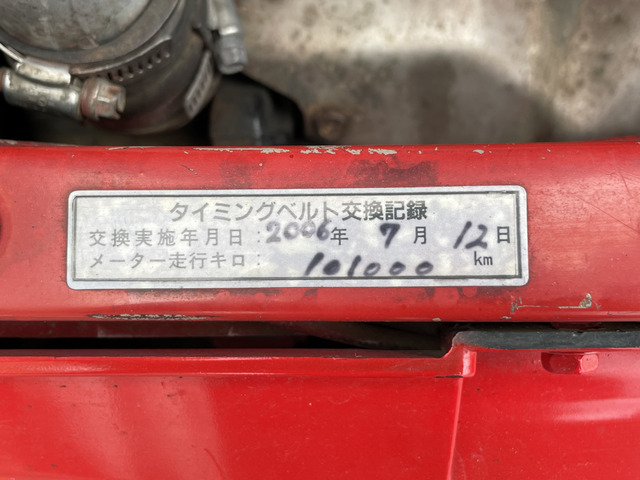 タイミングベルト交換記録
交換実施年月日：2006年 7月 12日
メーター走行キロ： 101000 km